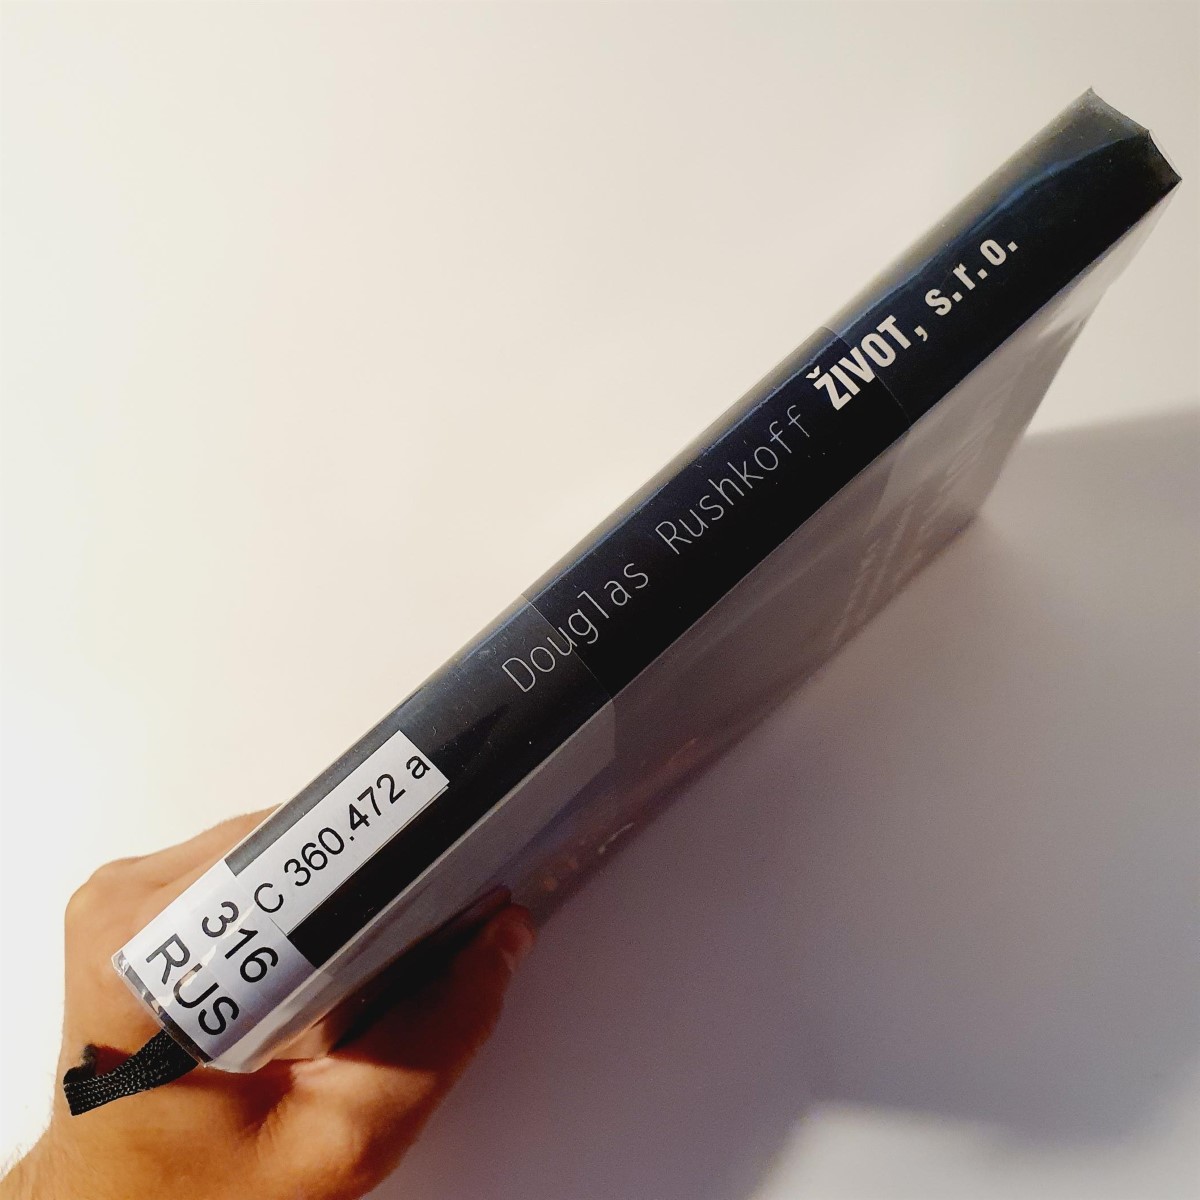 Douglas Rushkoff ŽIVOT, s.r.o.
C 360.472 a
316
RUS